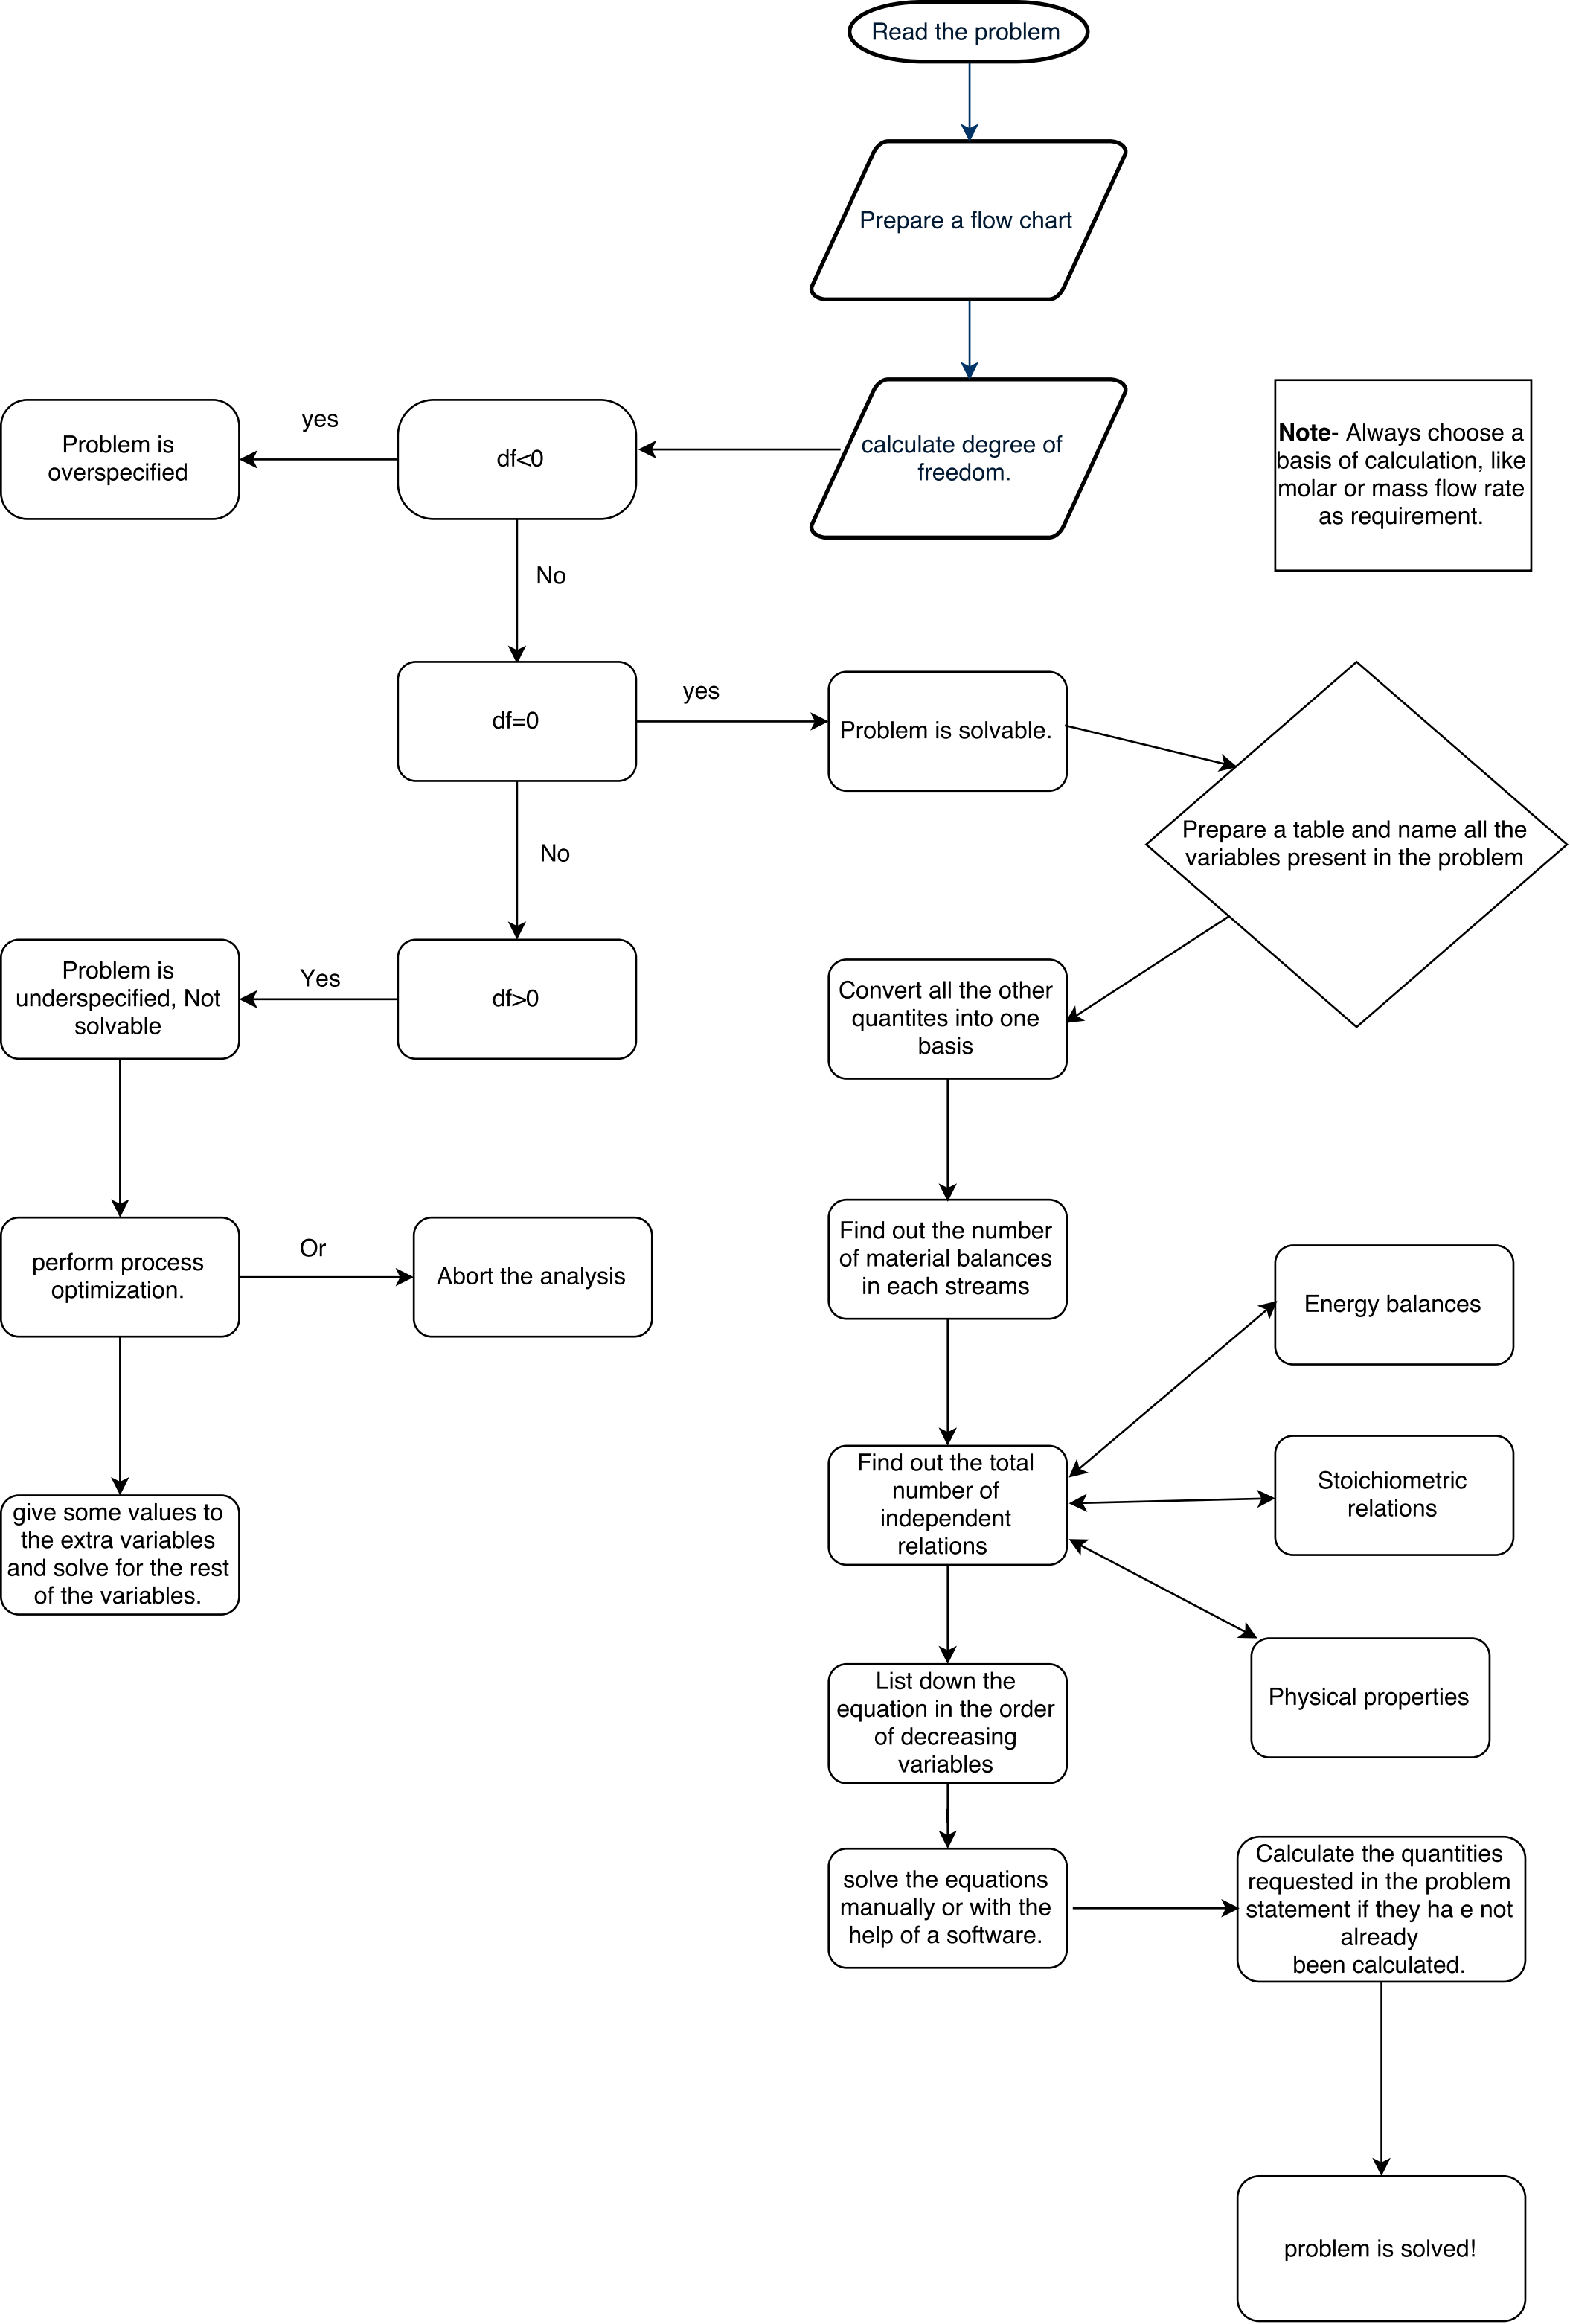 Read the problem
Prepare a flow chart
calculate degree of
freedom.
Note- Always choose a
basis of calculation, like
molar or mass flow rate
as requirement.
df<0
yes
Problem is
overspecified
No
df=0
yes
Problem is solvable.
Prepare a table and name all the
variables present in the problem
No
df>0
Yes
Problem is
underspecified, Not
solvable
Convert all the other
quantites into one
basis
perform process
optimization.
Or
Abort the analysis
Find out the number
of material balances
in each streams
Energy balances
give some values to
the extra variables
and solve for the rest
of the variables.
Find out the total
number of
independent
relations
Stoichiometric
relations
Physical properties
List down the
equation in the order
of decreasing
variables
solve the equations
manually or with the
help of a software.
Calculate the quantities
requested in the problem
statement if they ha e not
already
been calculated.
problem is solved!